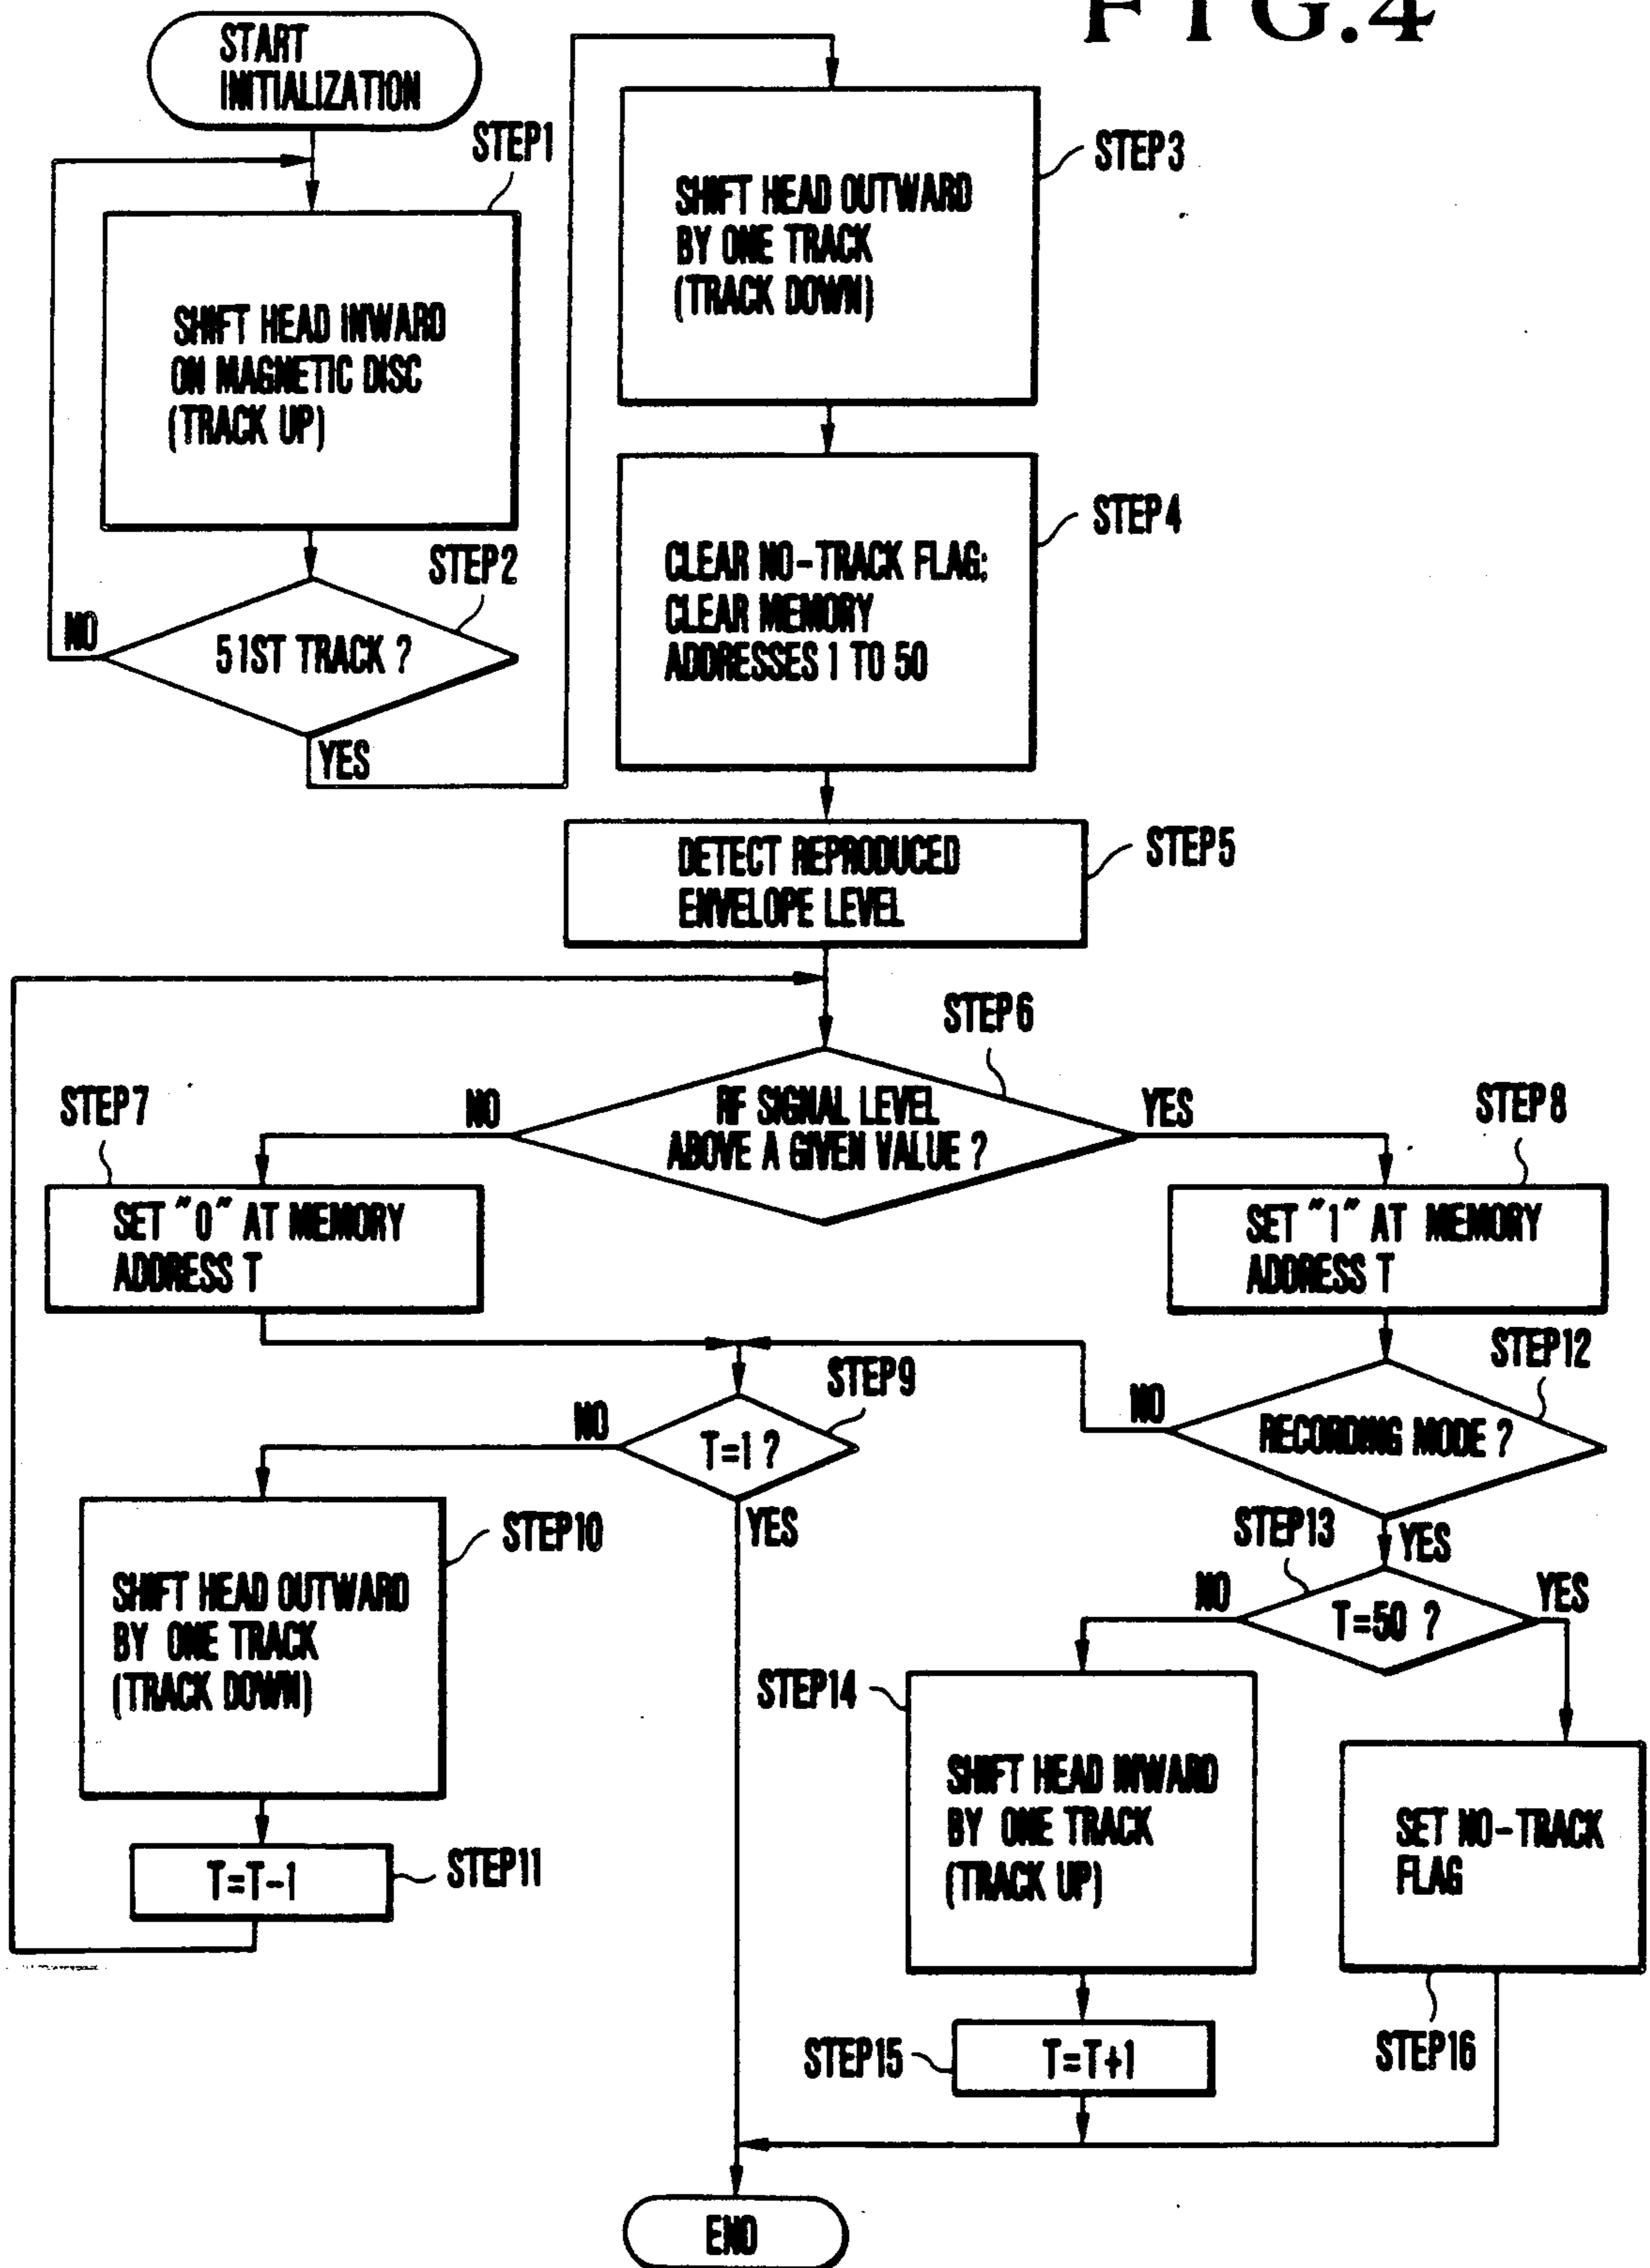 FIG.4
START
INITIALIZATION
STEP1
SHIFT HEAD INWARD
ON MAGNETIC DISC
(TRACK UP)
STEP2
51ST TRACK ?
NO
YES
STEP3
SHIFT HEAD OUTWARD
BY ONE TRACK
(TRACK DOWN)
STEP4
CLEAR NO-TRACK FLAG;
CLEAR MEMORY
ADDRESSES 1 TO 50
STEP5
DETECT REPRODUCED
ENVELOPE LEVEL
STEP6
RF SIGNAL LEVEL
ABOVE A GIVEN VALUE ?
NO
YES
STEP7
SET "0" AT MEMORY
ADDRESS T
STEP8
SET "1" AT MEMORY
ADDRESS T
STEP9
T=1 ?
NO
YES
STEP12
RECORDING MODE ?
NO
YES
STEP10
SHIFT HEAD OUTWARD
BY ONE TRACK
(TRACK DOWN)
STEP11
T=T-1
STEP13
T=50 ?
NO
YES
STEP14
SHIFT HEAD INWARD
BY ONE TRACK
(TRACK UP)
STEP15
T=T+1
SET NO-TRACK
FLAG
STEP16
END